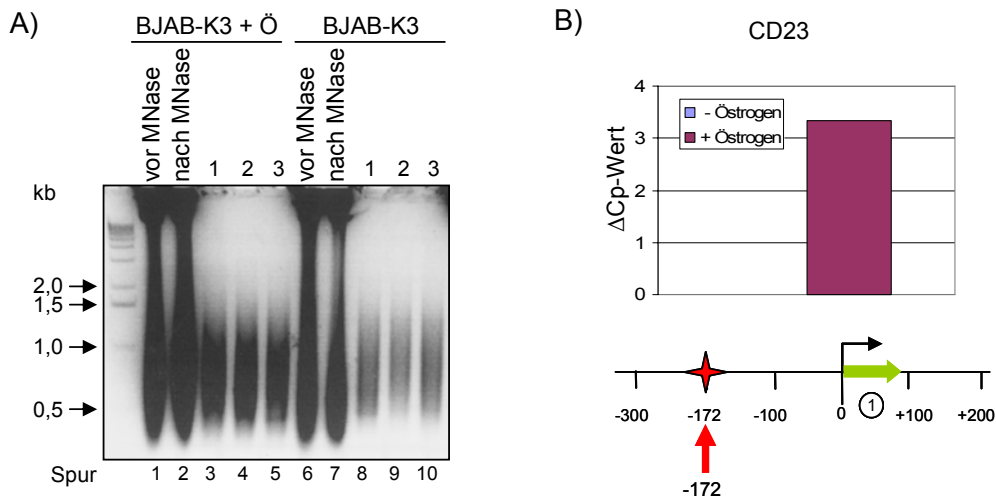 A)
BJAB-K3 + Ö
BJAB-K3
vor MNase
nach MNase
1
2
3
vor MNase
nach MNase
1
2
3
kb
2,0
1,5
1,0
0,5
Spur
1 2 3 4 5 6 7 8 9 10
B)
CD23
ΔCp-Wert
4
3
2
1
0
- Östrogen
+ Östrogen
1
-300 -172 -100 0 +100 +200
-172